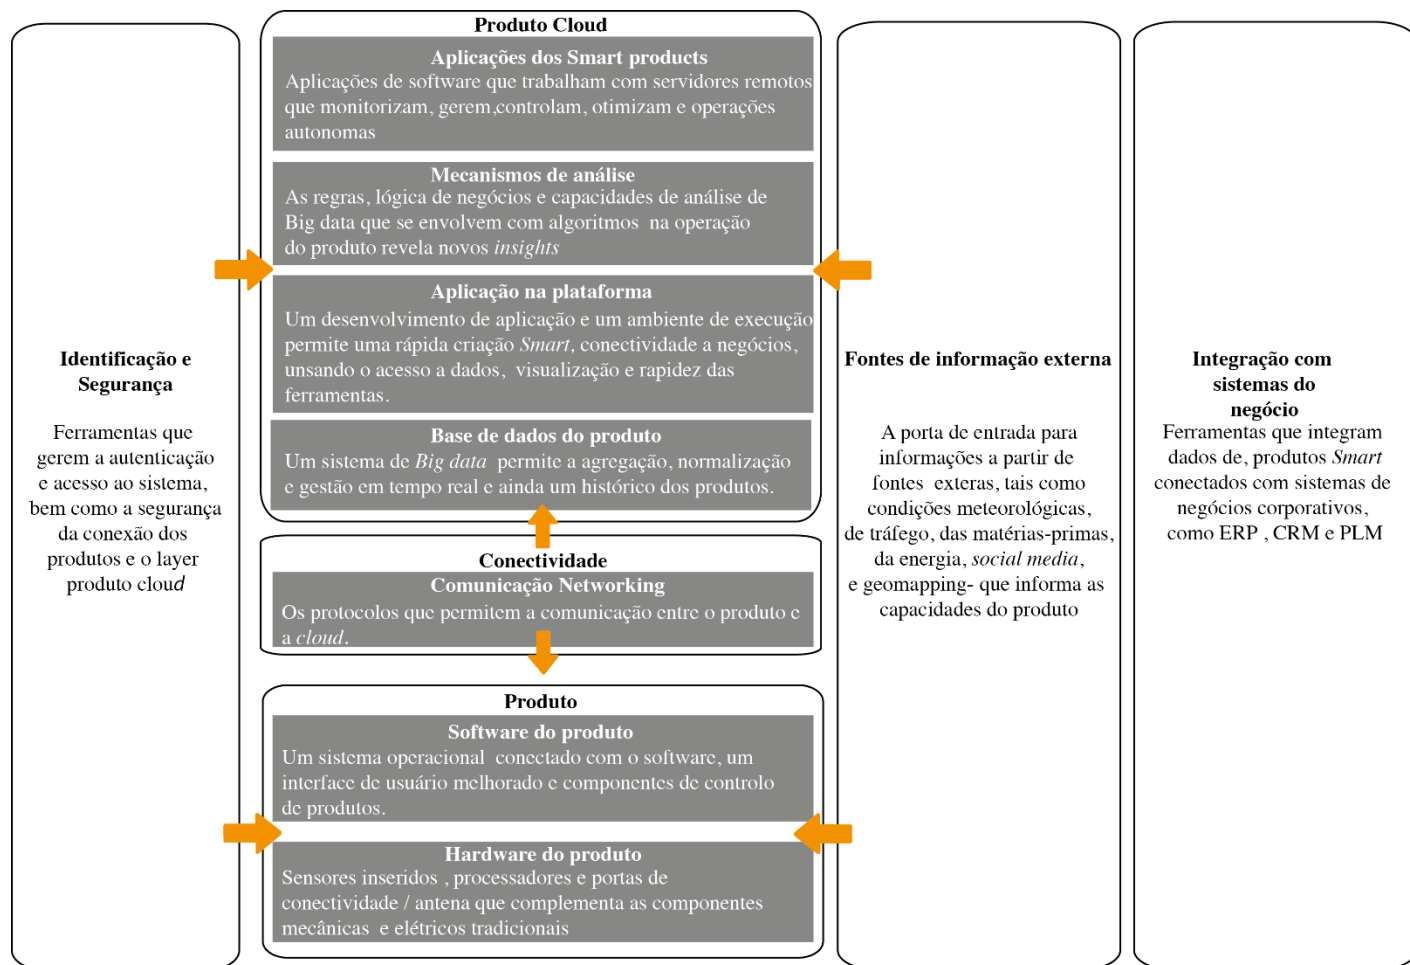 Identificação e
Segurança
Ferramentas que
gerem a autenticação
e acesso ao sistema,
bem como a segurança
da conexão dos
produtos e o layer
produto cloud
Produto Cloud
Aplicações dos Smart products
Aplicações de software que trabalham com servidores remotos
que monitorizam, gerem,controlam, otimizam e operações
autonomas
Mecanismos de análise
As regras, lógica de negócios e capacidades de análise de
Big data que se envolvem com algoritmos na operação
do produto revela novos insights
Aplicação na plataforma
Um desenvolvimento de aplicação e um ambiente de execução
permite uma rápida criação Smart, conectividade a negócios,
unsando o acesso a dados, visualização e rapidez das
ferramentas.
Base de dados do produto
Um sistema de Big data permite a agregação, normalização
e gestão em tempo real e ainda um histórico dos produtos.
Conectividade
Comunicação Networking
Os protocolos que permitem a comunicação entre o produto e
a cloud.
Produto
Software do produto
Um sistema operacional conectado com o software, um
interface de usuário melhorado e componentes de controlo
de produtos.
Hardware do produto
Sensores inseridos , processadores e portas de
conectividade / antena que complementa as componentes
mecânicas e elétricos tradicionais
Fontes de informação externa
A porta de entrada para
informações a partir de
fontes exteras, tais como
condições meteorológicas,
de tráfego, das matérias-primas,
da energia, social media,
e geomapping- que informa as
capacidades do produto
Integração com
sistemas do
negócio
Ferramentas que integram
dados de, produtos Smart
conectados com sistemas de
negócios corporativos,
como ERP , CRM e PLM